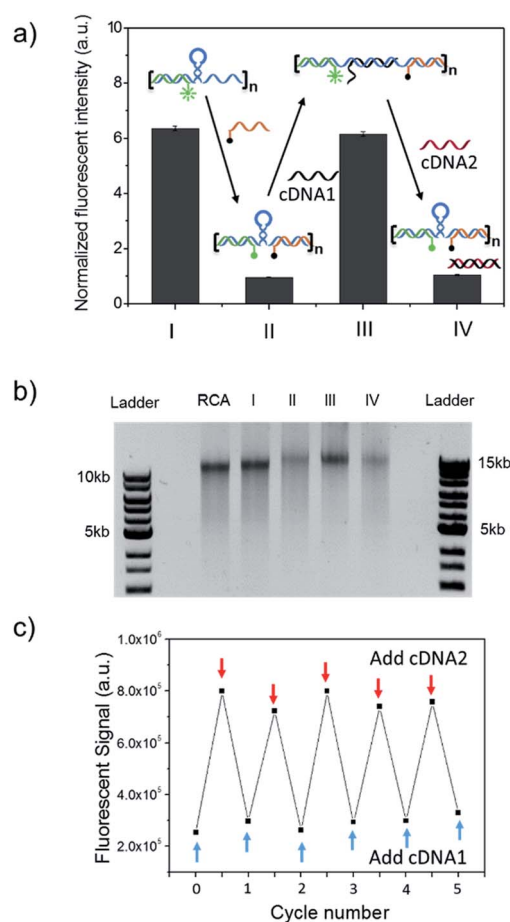 a)
Normalized fluorescent intensity (a.u.)
10
8
6
4
2
0
n
n
cDNA1
n
cDNA2
n
I
II
III
IV
b)
Ladder
RCA
I
II
III
IV
Ladder
10kb
5kb
15kb
5kb
c)
Fluorescent Signal (a.u.)
1.0x10⁶
8.0x10⁵
6.0x10⁵
4.0x10⁵
2.0x10⁵
Add cDNA2
Add cDNA1
0
1
2
3
4
5
Cycle number